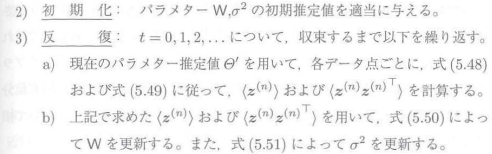 2) 初期化: パラメター W,σ² の初期推定値を適当に与える。
3) 反復: t = 0, 1, 2, … について, 収束するまで以下を繰り返す。
a) 現在のパラメター推定値 Θ′ を用いて, 各データ点ごとに, 式 (5.48)
および式 (5.49) に従って, ⟨z⁽ⁿ⁾⟩ および ⟨z⁽ⁿ⁾z⁽ⁿ⁾⊤⟩ を計算する。
b) 上記で求めた ⟨z⁽ⁿ⁾⟩ および ⟨z⁽ⁿ⁾z⁽ⁿ⁾⊤⟩ を用いて, 式 (5.50) によっ
て W を更新する。また, 式 (5.51) によって σ² を更新する。